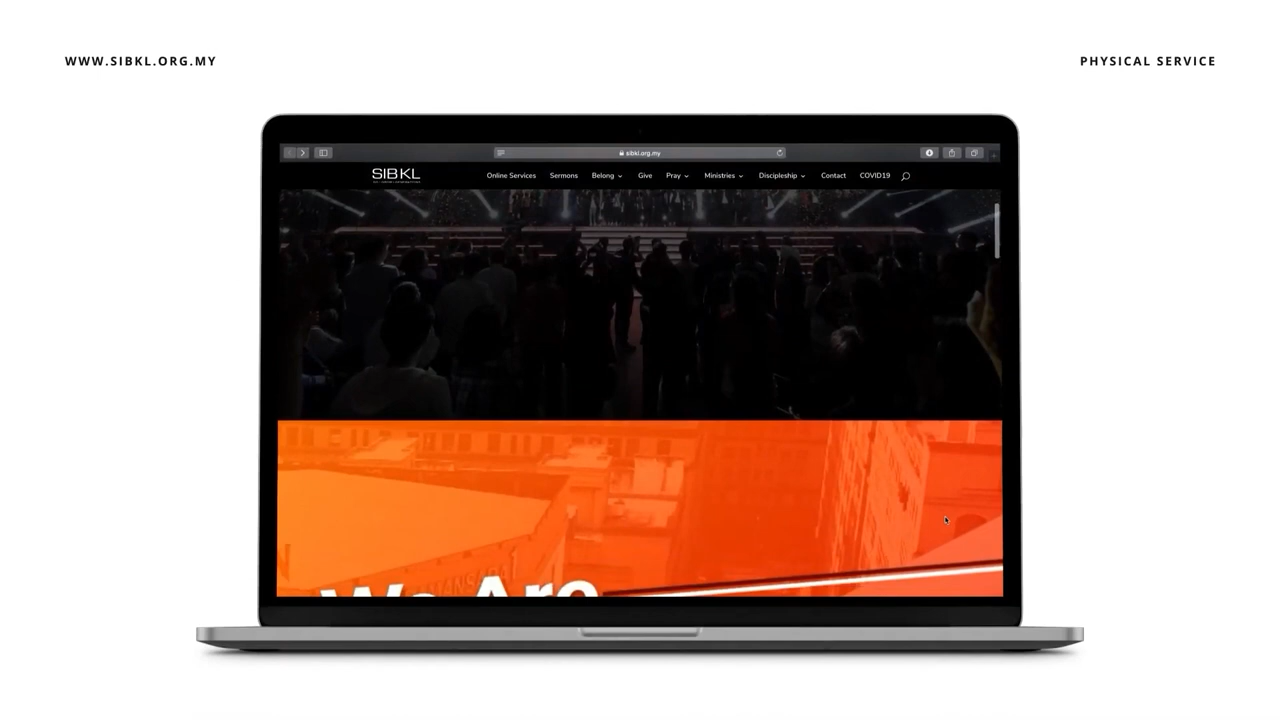 WWW.SIBKL.ORG.MY
PHYSICAL SERVICE
sibkl.org.my
SIBKL
Online Services Sermons Belong Give Pray Ministries Discipleship Contact COVID19
We Are